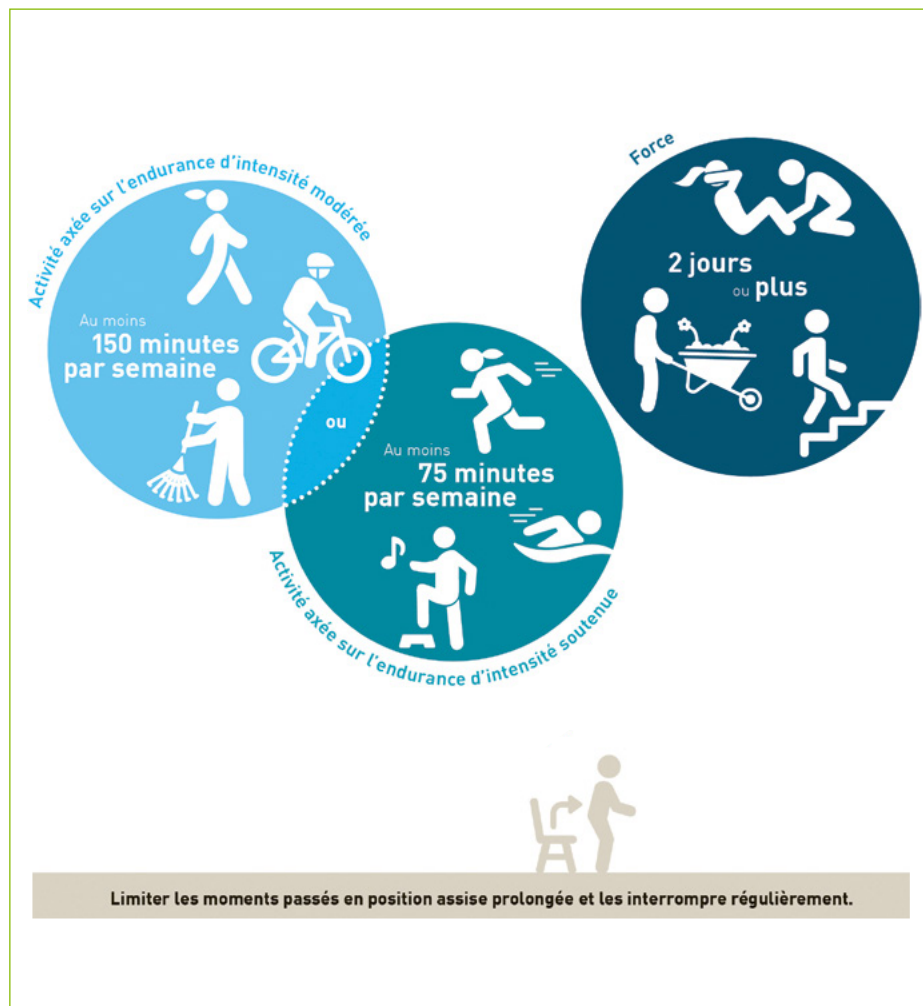 Activité axée sur l'endurance d'intensité modérée
Au moins
150 minutes
par semaine
ou
Au moins
75 minutes
par semaine
Activité axée sur l'endurance d'intensité soutenue
Force
2 jours
ou plus
Limiter les moments passés en position assise prolongée et les interrompre régulièrement.